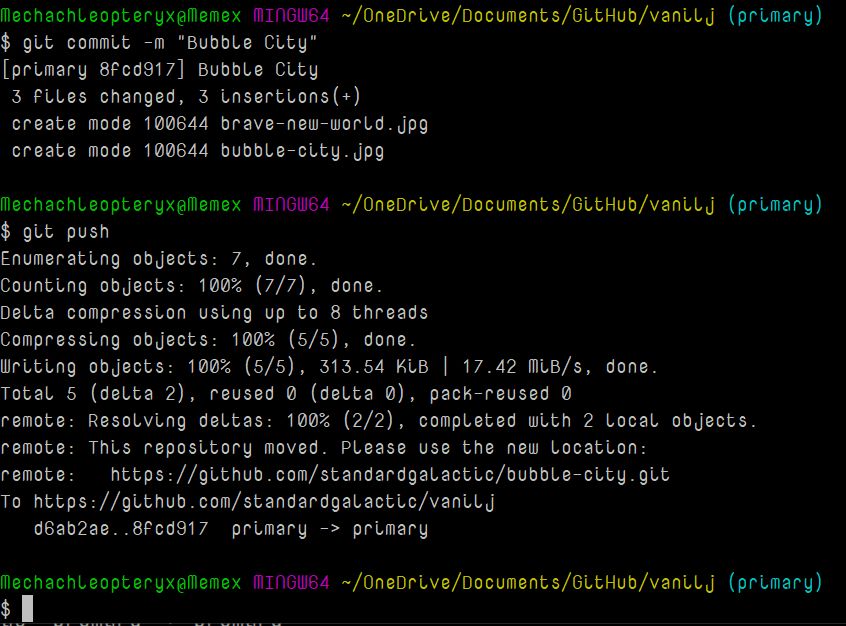 Mechachleopteryx@Memex MINGW64 ~/OneDrive/Documents/GitHub/vanilj (primary)
$ git commit -m "Bubble City"
[primary 8fcd917] Bubble City
 3 files changed, 3 insertions(+)
 create mode 100644 brave-new-world.jpg
 create mode 100644 bubble-city.jpg

Mechachleopteryx@Memex MINGW64 ~/OneDrive/Documents/GitHub/vanilj (primary)
$ git push
Enumerating objects: 7, done.
Counting objects: 100% (7/7), done.
Delta compression using up to 8 threads
Compressing objects: 100% (5/5), done.
Writing objects: 100% (5/5), 313.54 KiB | 17.42 MiB/s, done.
Total 5 (delta 2), reused 0 (delta 0), pack-reused 0
remote: Resolving deltas: 100% (2/2), completed with 2 local objects.
remote: This repository moved. Please use the new location:
remote:   https://github.com/standardgalactic/bubble-city.git
To https://github.com/standardgalactic/vanilj
   d6ab2ae..8fcd917  primary -> primary

Mechachleopteryx@Memex MINGW64 ~/OneDrive/Documents/GitHub/vanilj (primary)
$